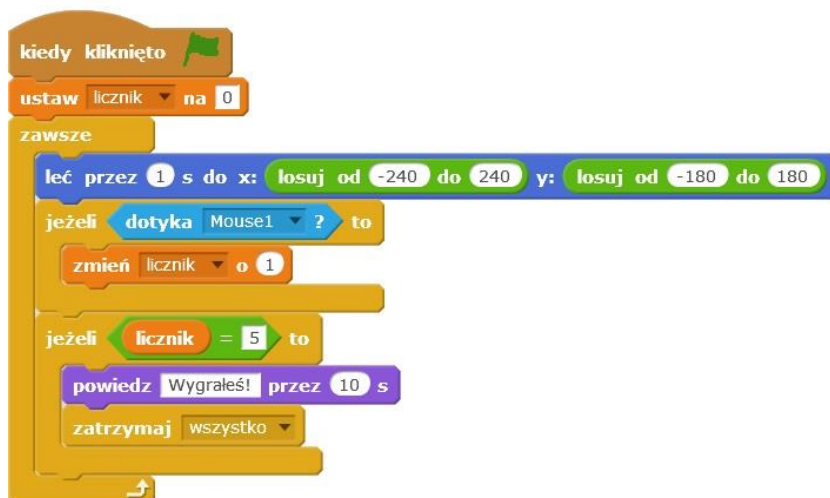 kiedy kliknięto
ustaw licznik na 0
zawsze
leć przez 1 s do x: losuj od -240 do 240 y: losuj od -180 do 180
jeżeli dotyka Mouse1 ? to
zmień licznik o 1
jeżeli licznik = 5 to
powiedz Wygrałeś! przez 10 s
zatrzymaj wszystko